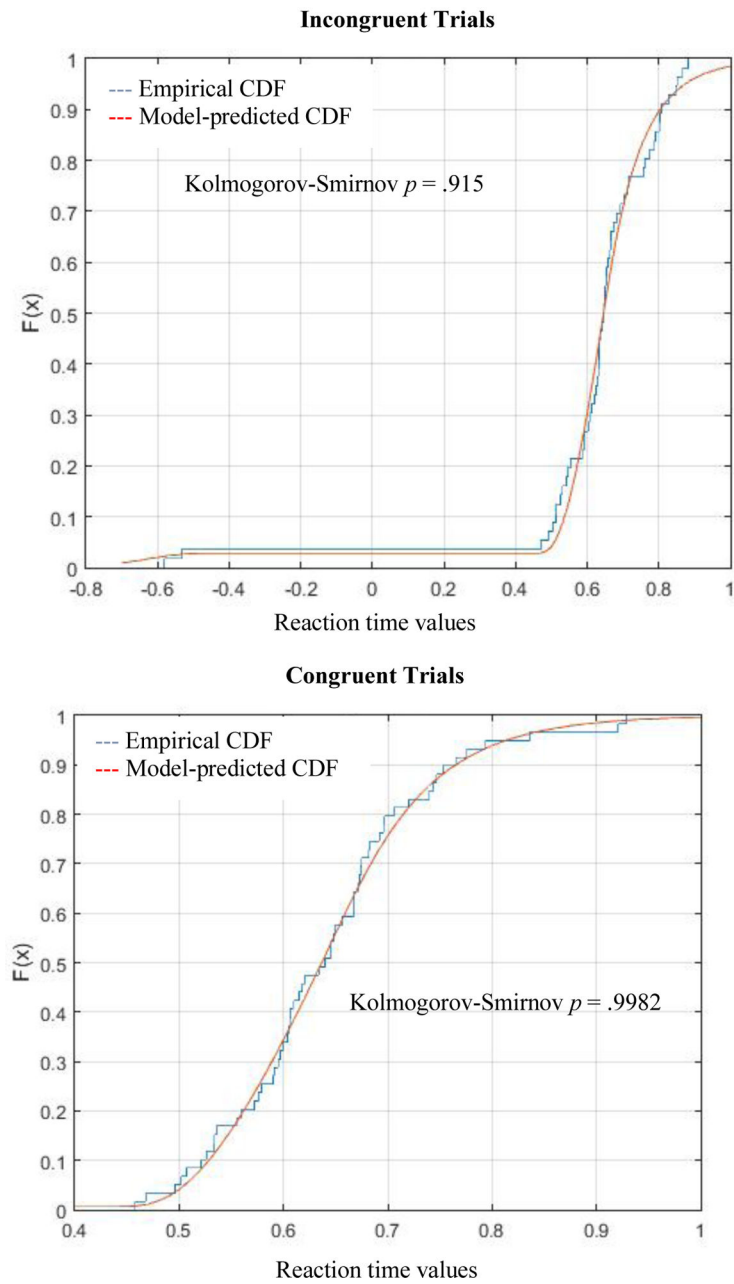 Incongruent Trials
1
0.9
0.8
0.7
0.6
0.5
0.4
0.3
0.2
0.1
0
F(x)
Empirical CDF
Model-predicted CDF
Kolmogorov-Smirnov p = .915
-0.8 -0.6 -0.4 -0.2 0 0.2 0.4 0.6 0.8 1
Reaction time values
Congruent Trials
1
0.9
0.8
0.7
0.6
0.5
0.4
0.3
0.2
0.1
0
F(x)
Empirical CDF
Model-predicted CDF
Kolmogorov-Smirnov p = .9982
0.4 0.5 0.6 0.7 0.8 0.9 1
Reaction time values